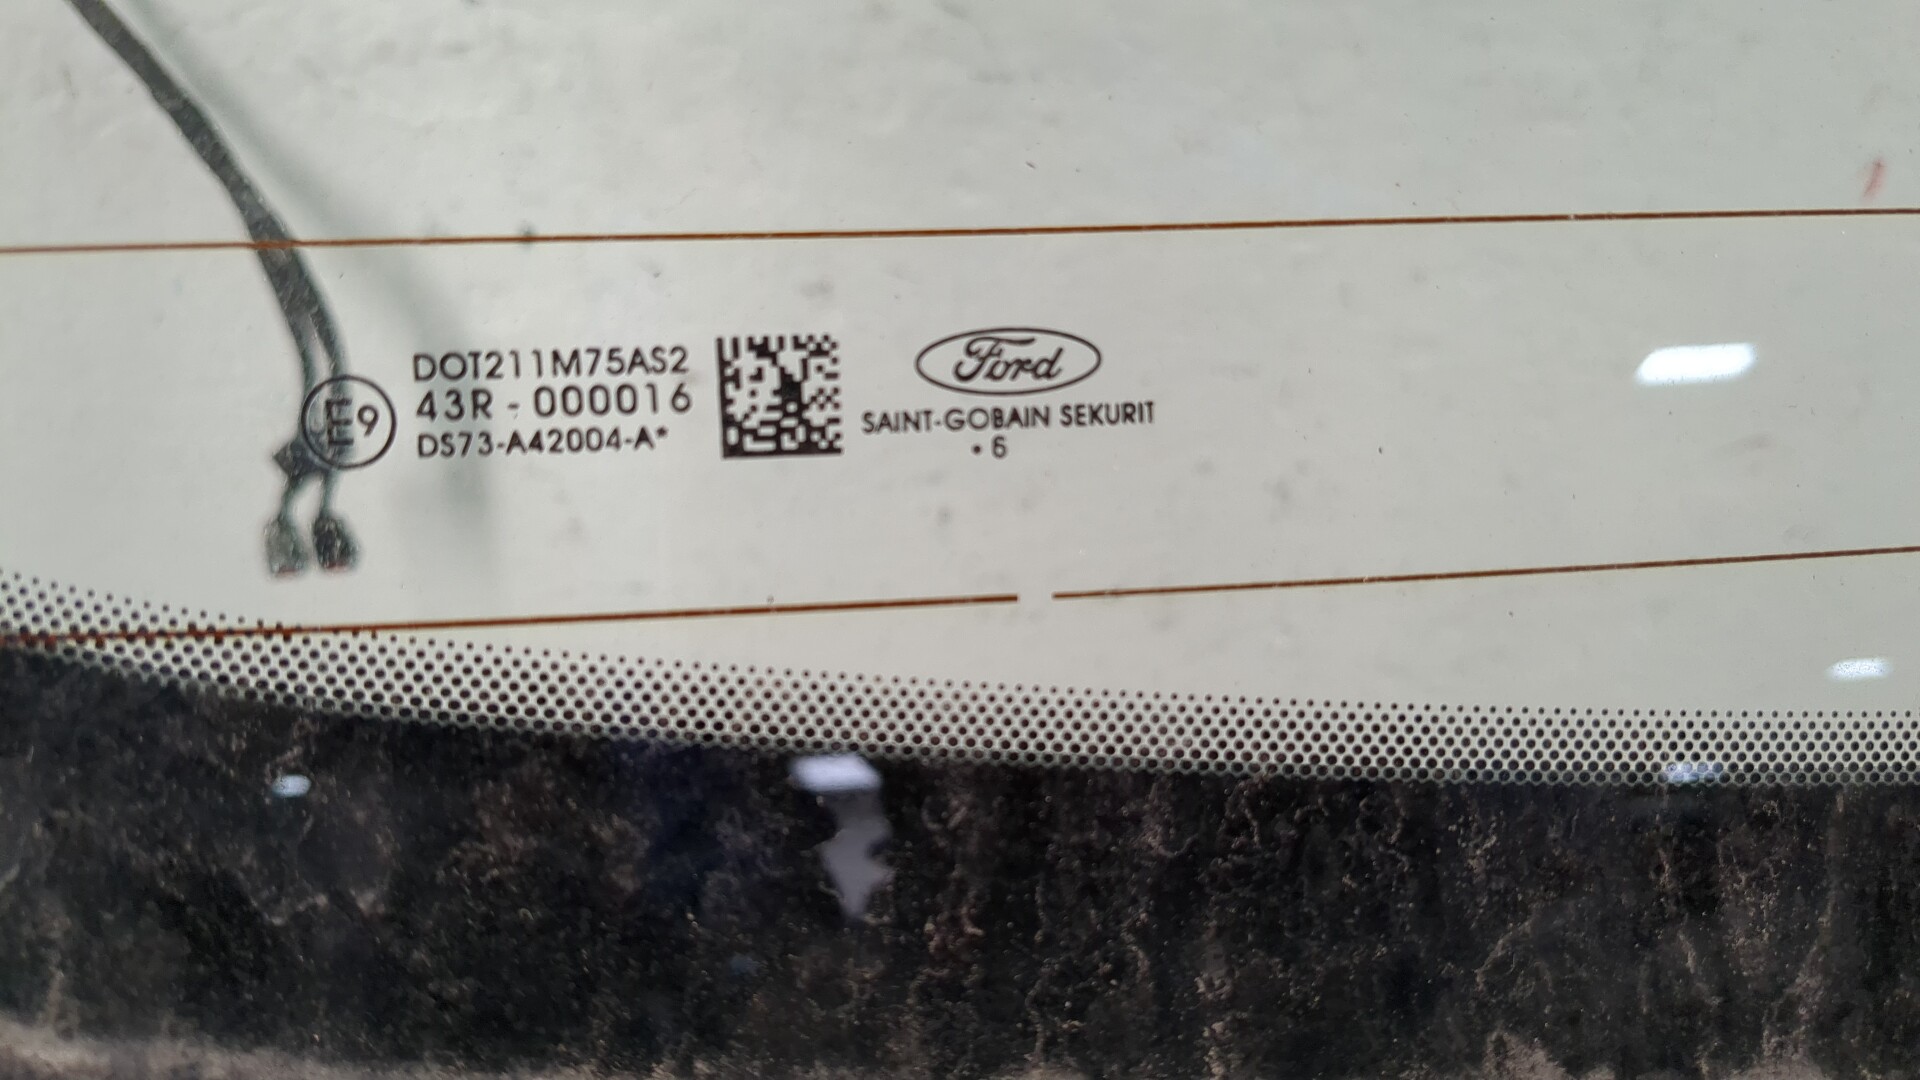 E9
DOT211M75AS2
43R - 000016
DS73-A42004-A*
Ford
SAINT-GOBAIN SEKURIT
• 6